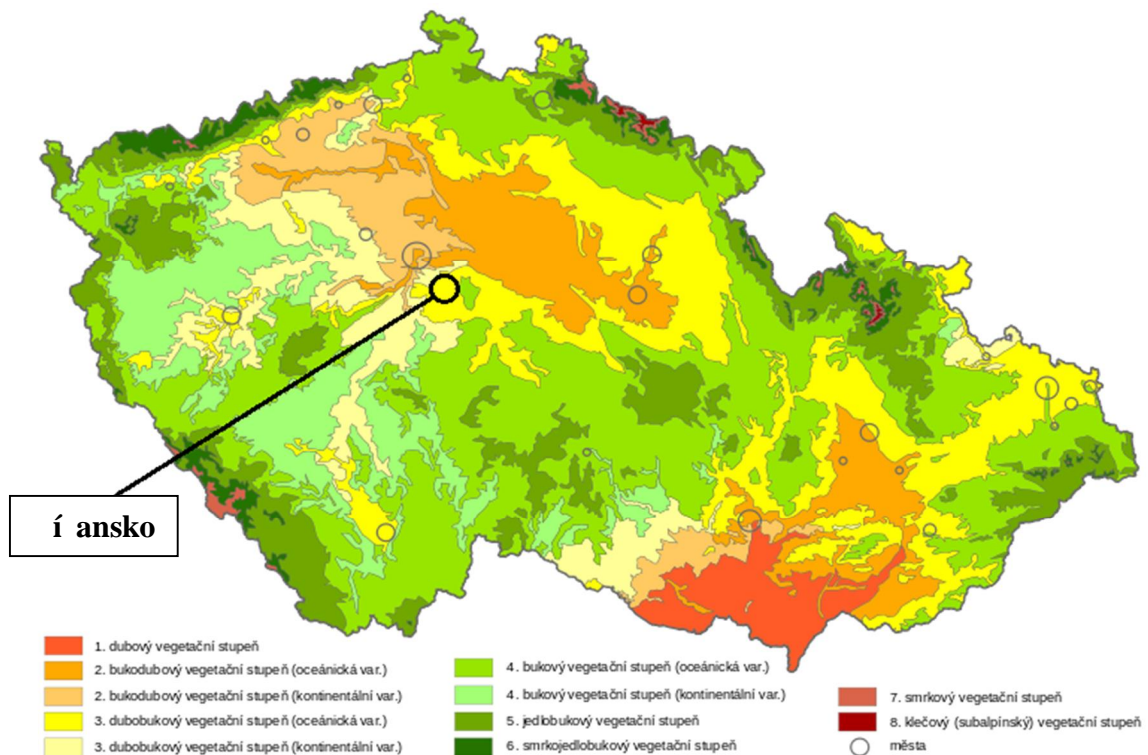 í ansko
1. dubový vegetační stupeň
2. bukodubový vegetační stupeň (oceánická var.)
2. bukodubový vegetační stupeň (kontinentální var.)
3. dubobukový vegetační stupeň (oceánická var.)
3. dubobukový vegetační stupeň (kontinentální var.)
4. bukový vegetační stupeň (oceánická var.)
4. bukový vegetační stupeň (kontinentální var.)
5. jedlobukový vegetační stupeň
6. smrkojedlobukový vegetační stupeň
7. smrkový vegetační stupeň
8. klečový (subalpínský) vegetační stupeň
města